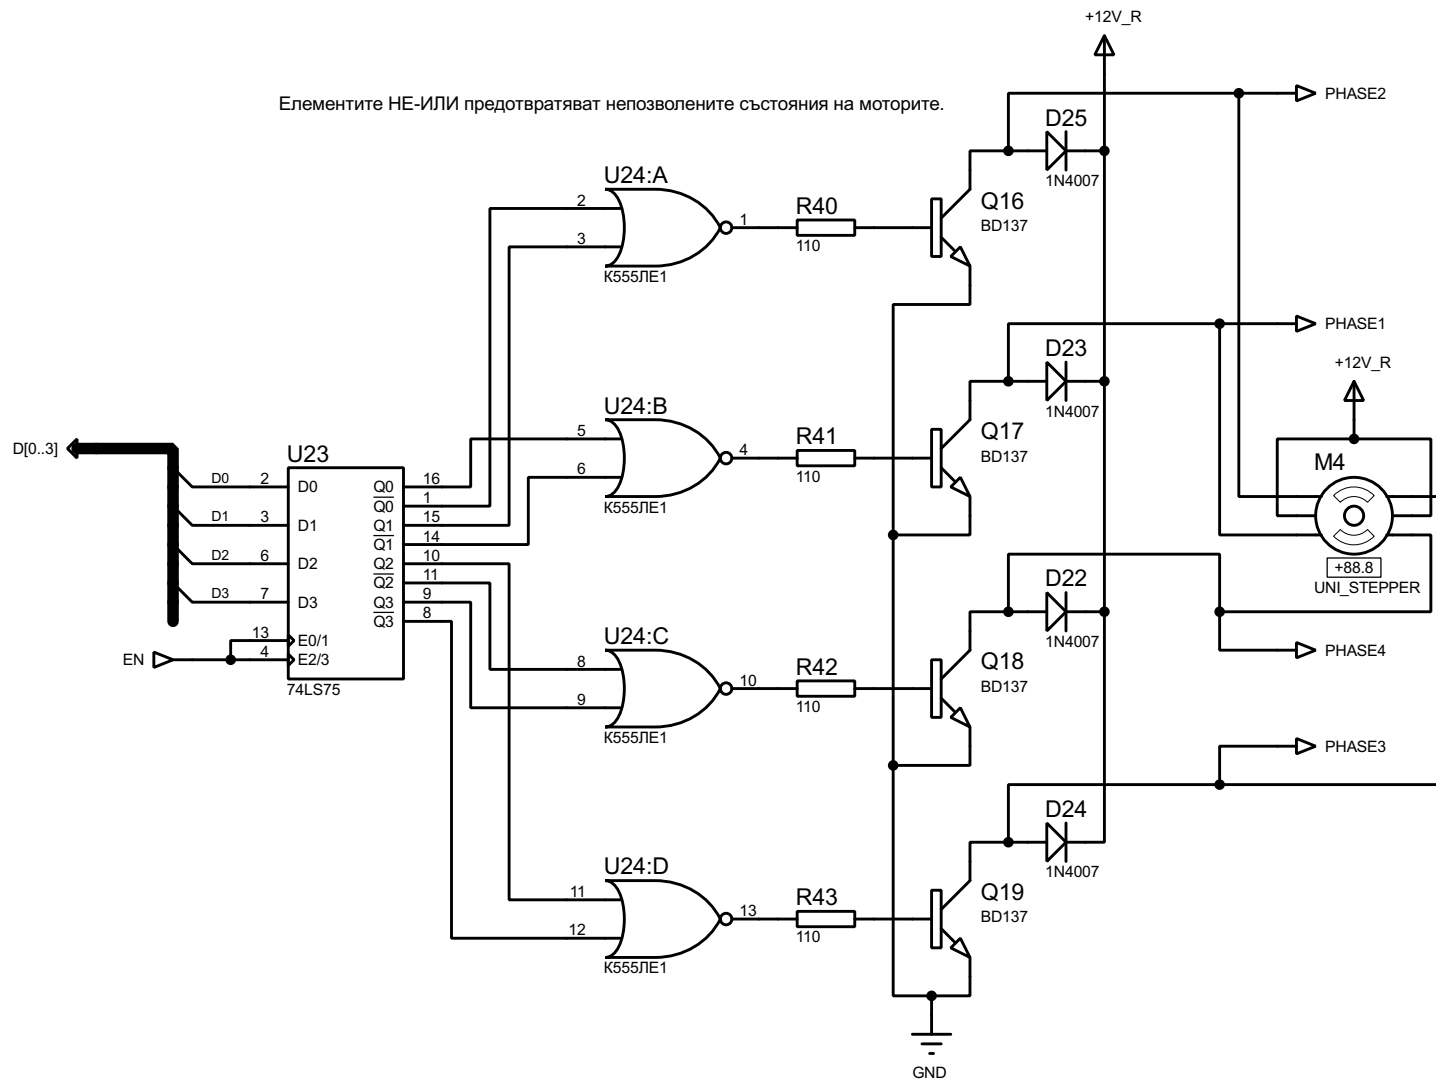 +12V_R
PHASE2
Елементите НЕ-ИЛИ предотвратяват непозволените състояния на моторите.
D25
1N4007
U24:A
2
3
1
К555ЛЕ1
R40
110
Q16
BD137
PHASE1
D23
1N4007
+12V_R
U24:B
5
6
4
К555ЛЕ1
R41
110
Q17
BD137
M4
+88.8
UNI_STEPPER
D[0..3]
U23
D0 2 D0
D1 3 D1
D2 6 D2
D3 7 D3
EN
13 E0/1
4 E2/3
Q0 16
Q0 1
Q1 15
Q1 14
Q2 10
Q2 11
Q3 9
Q3 8
74LS75
D22
1N4007
U24:C
8
9
10
К555ЛЕ1
R42
110
Q18
BD137
PHASE4
PHASE3
D24
1N4007
U24:D
11
12
13
К555ЛЕ1
R43
110
Q19
BD137
GND